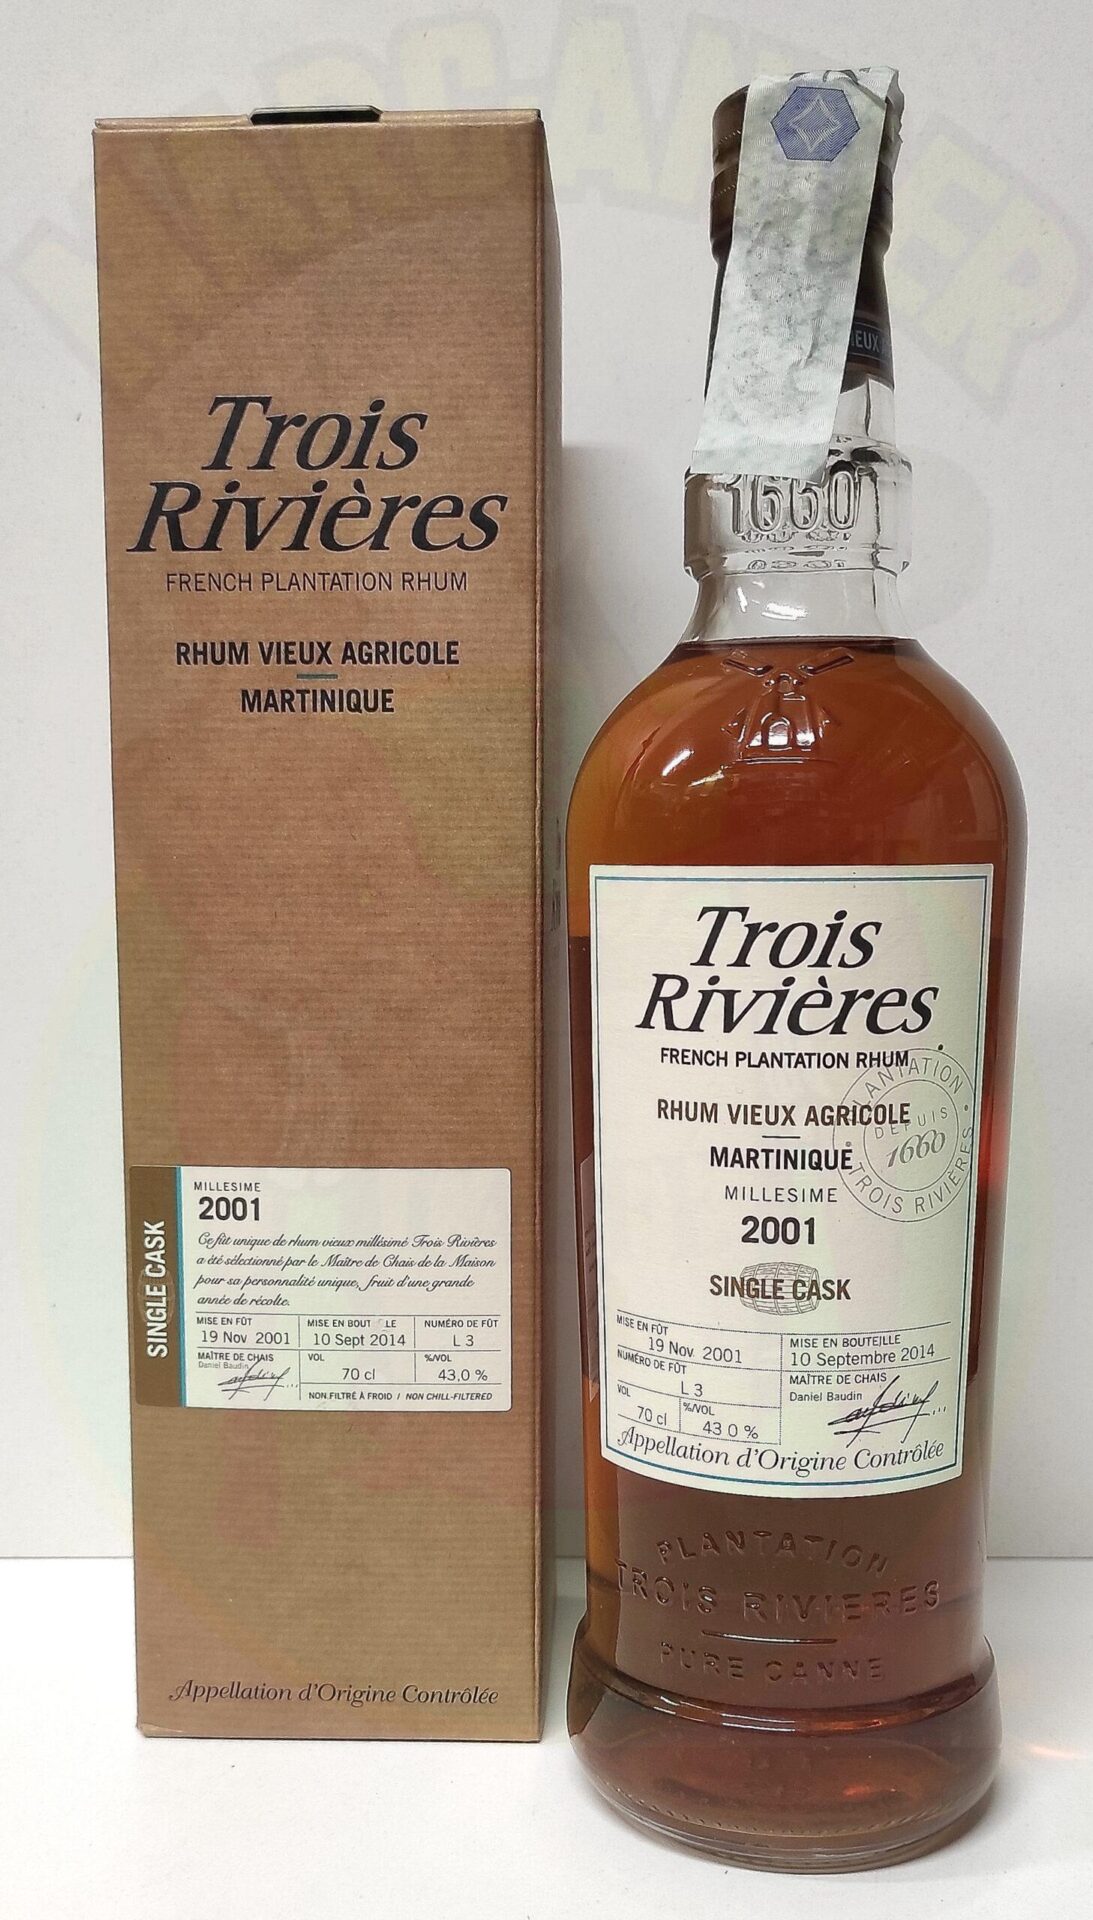 Trois
Rivières
FRENCH PLANTATION RHUM
RHUM VIEUX AGRICOLE
MARTINIQUE
SINGLE CASK
MILLESIME
2001
Ce fût unique de rhum vieux millésimé Trois Rivières
a été sélectionné par le Maître de Chais de la Maison
pour sa personnalité unique, fruit d'une grande
année de récolte.
MISE EN FÛT
19 Nov 2001
MISE EN BOUT LE
10 Sept 2014
NUMÉRO DE FÛT
L 3
MAÎTRE DE CHAIS
Daniel Baudin
VOL
70 cl
%/VOL
43,0 %
NON FILTRÉ À FROID / NON CHILL-FILTERED
Appellation d'Origine Contrôlée
1660
Trois
Rivières
FRENCH PLANTATION RHUM
RHUM VIEUX AGRICOLE
MARTINIQUE
MILLESIME
2001
SINGLE CASK
PLANTATION
DEPUIS
1660
TROIS RIVIÈRES
MISE EN FÛT
19 Nov 2001
NUMÉRO DE FÛT
L 3
VOL
70 cl
%/VOL
43 0 %
MISE EN BOUTEILLE
10 Septembre 2014
MAÎTRE DE CHAIS
Daniel Baudin
Appellation d'Origine Contrôlée
PLANTATION
TROIS RIVIERES
PURE CANNE